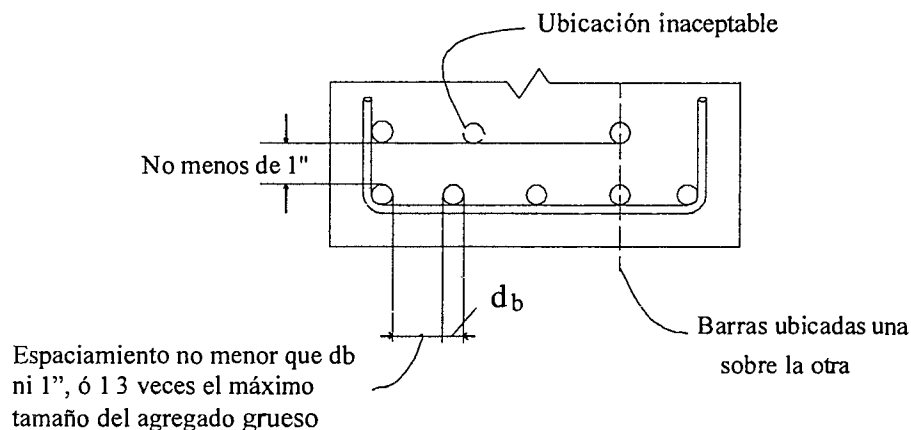 Ubicación inaceptable
No menos de 1"
d b
Barras ubicadas una
sobre la otra
Espaciamiento no menor que db
ni 1”, ó 1 3 veces el máximo
tamaño del agregado grueso